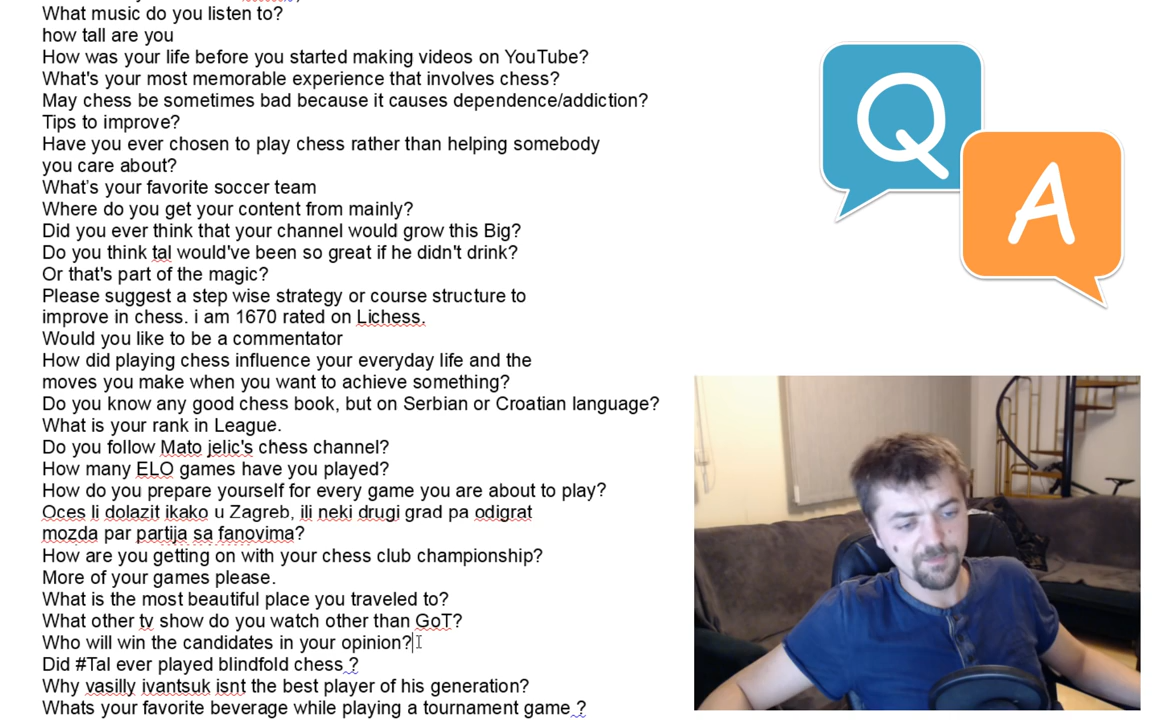 What music do you listen to?
how tall are you
How was your life before you started making videos on YouTube?
What's your most memorable experience that involves chess?
May chess be sometimes bad because it causes dependence/addiction?
Tips to improve?
Have you ever chosen to play chess rather than helping somebody
you care about?
What's your favorite soccer team
Where do you get your content from mainly?
Did you ever think that your channel would grow this Big?
Do you think tal would've been so great if he didn't drink?
Or that's part of the magic?
Please suggest a step wise strategy or course structure to
improve in chess. i am 1670 rated on Lichess.
Would you like to be a commentator
How did playing chess influence your everyday life and the
moves you make when you want to achieve something?
Do you know any good chess book, but on Serbian or Croatian language?
What is your rank in League.
Do you follow Mato jelic's chess channel?
How many ELO games have you played?
How do you prepare yourself for every game you are about to play?
Oces li dolazit ikako u Zagreb, ili neki drugi grad pa odigrat
mozda par partija sa fanovima?
How are you getting on with your chess club championship?
More of your games please.
What is the most beautiful place you traveled to?
What other tv show do you watch other than GoT?
Who will win the candidates in your opinion?
Did #Tal ever played blindfold chess ?
Why vasilly ivantsuk isnt the best player of his generation?
Whats your favorite beverage while playing a tournament game ?
Q
A